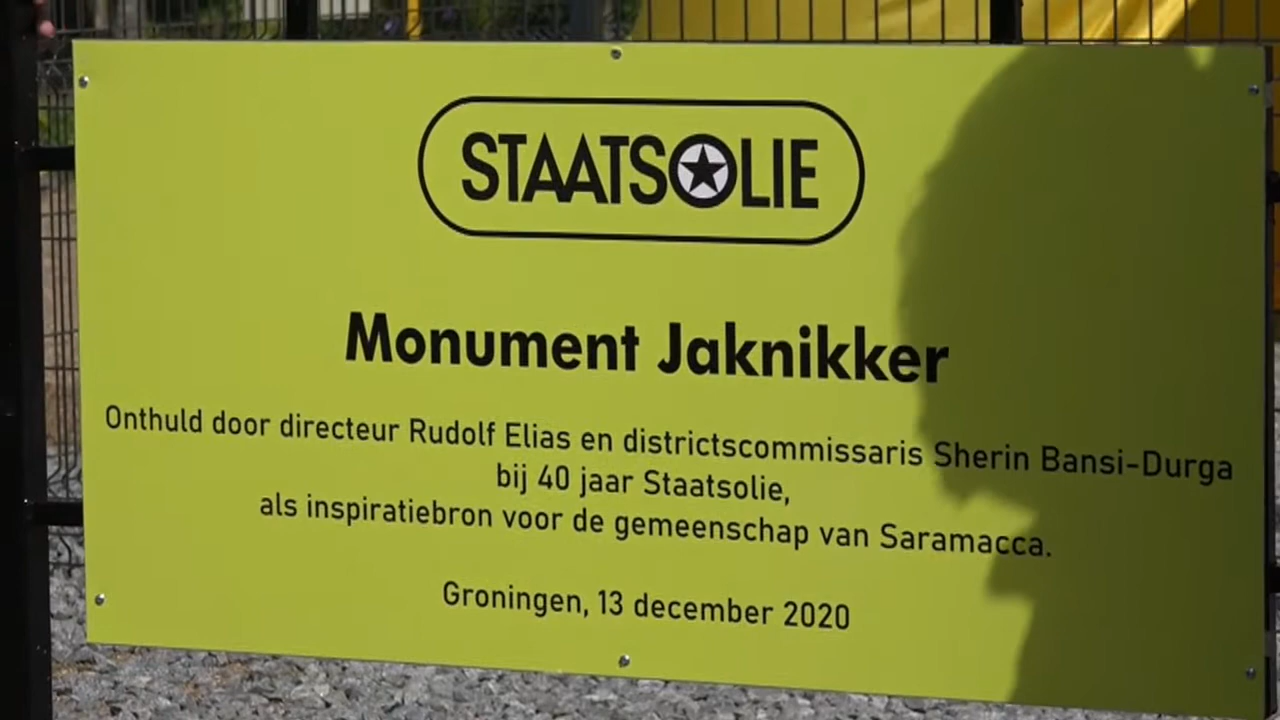 STAATSOLIE
Monument Jaknikker
Onthuld door directeur Rudolf Elias en districtscommissaris Sherin Bansi-Durga
bij 40 jaar Staatsolie,
als inspiratiebron voor de gemeenschap van Saramacca.
Groningen, 13 december 2020